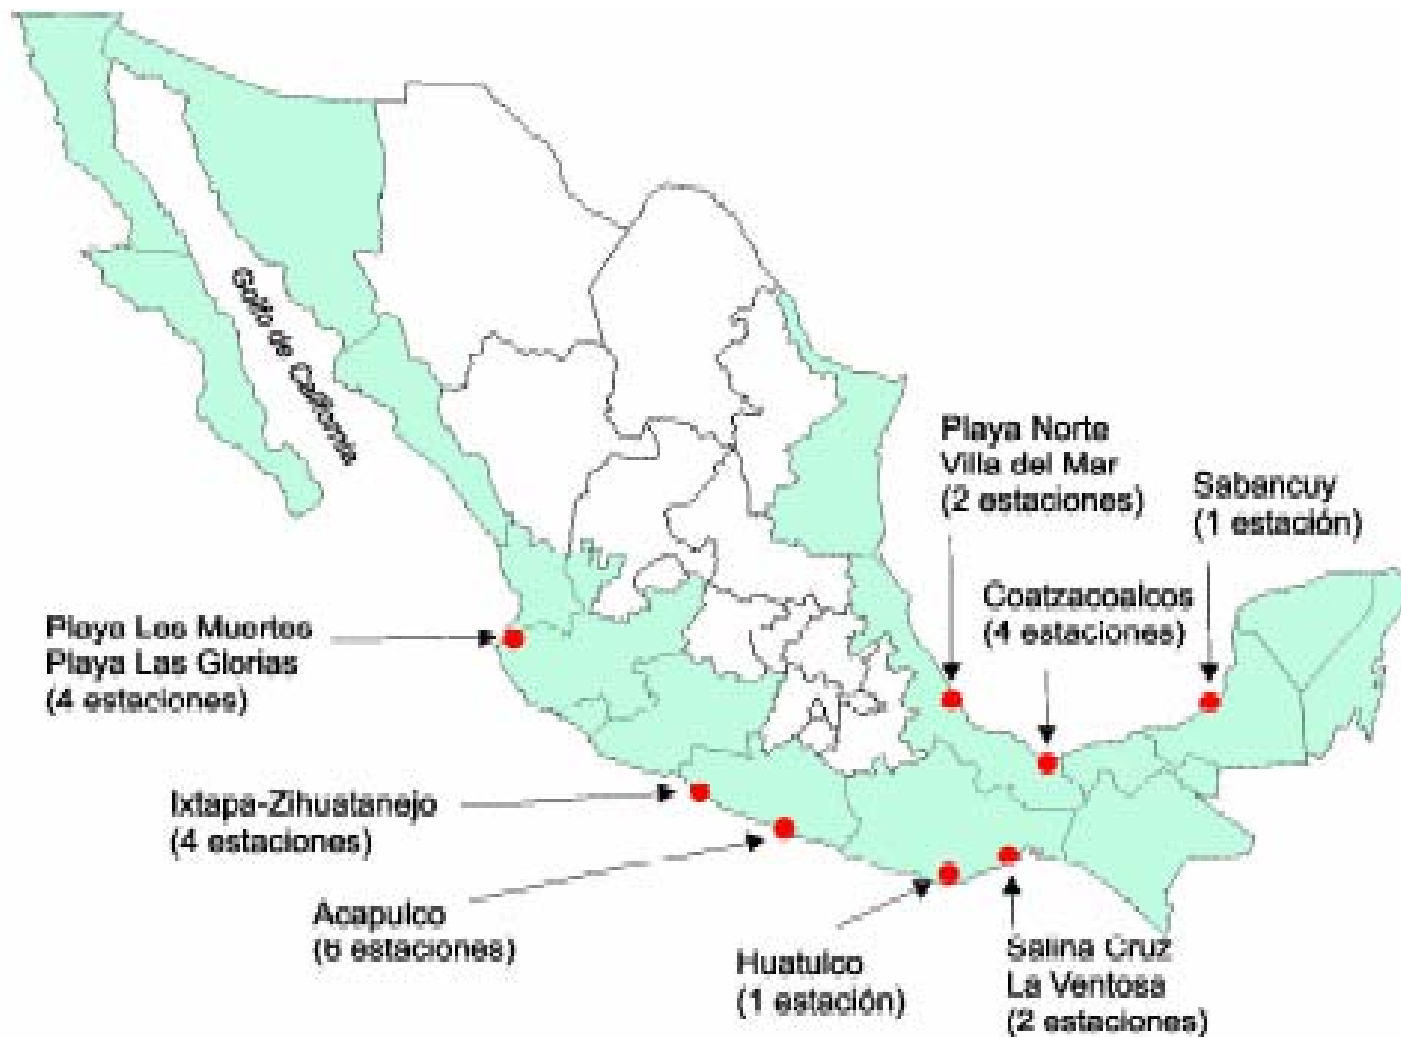 Golfo de California
Playa Norte
Villa del Mar
(2 estaciones)
Sabancuy
(1 estación)
Coatzacoalcos
(4 estaciones)
Playa Los Muertos
Playa Las Glorias
(4 estaciones)
Ixtapa-Zihuatanejo
(4 estaciones)
Acapulco
(6 estaciones)
Huatulco
(1 estación)
Salina Cruz
La Ventosa
(2 estaciones)